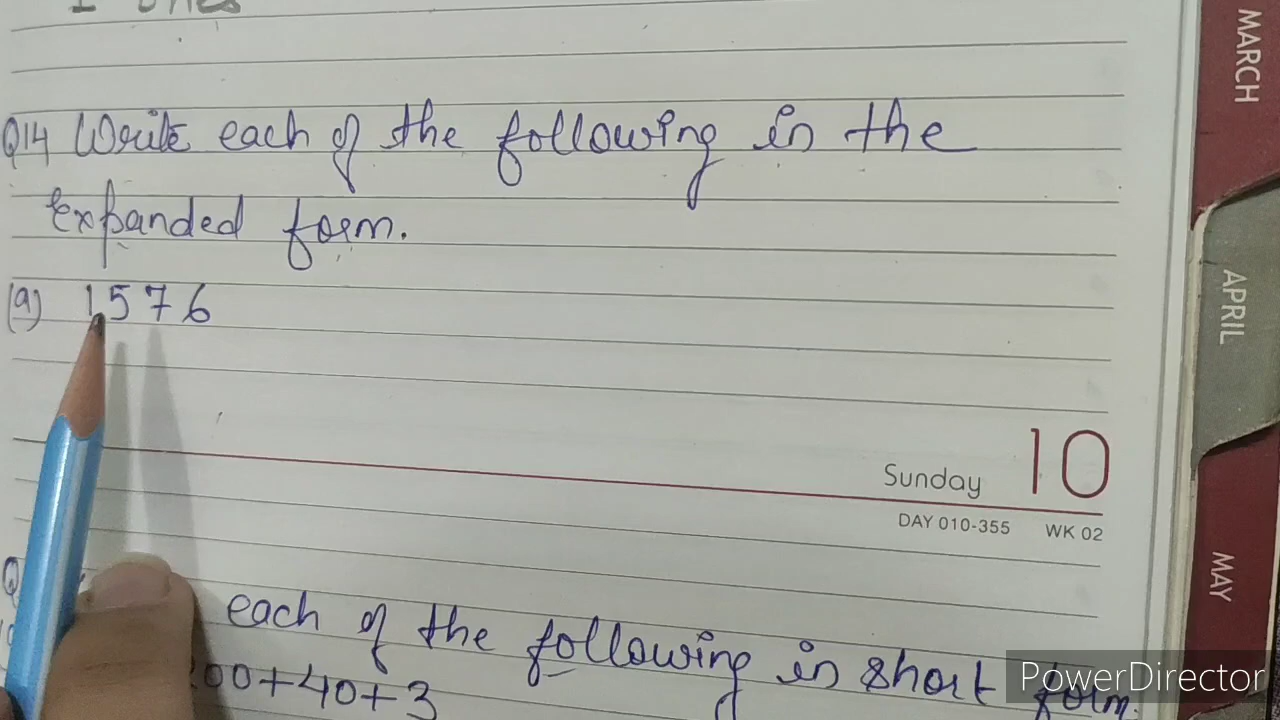 Q14 Write each of the following in the
Expanded form.
(a) 1576
Sunday 10
DAY 010-355 WK 02
each of the following in short form.
00+40+3
MARCH
APRIL
MAY
PowerDirector